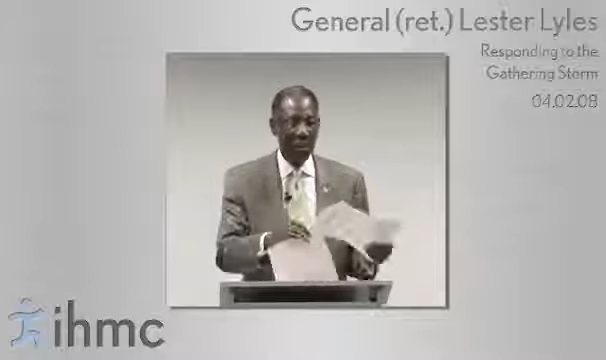 General (ret.) Lester Lyles
Responding to the
Gathering Storm
04.02.08
ihmc